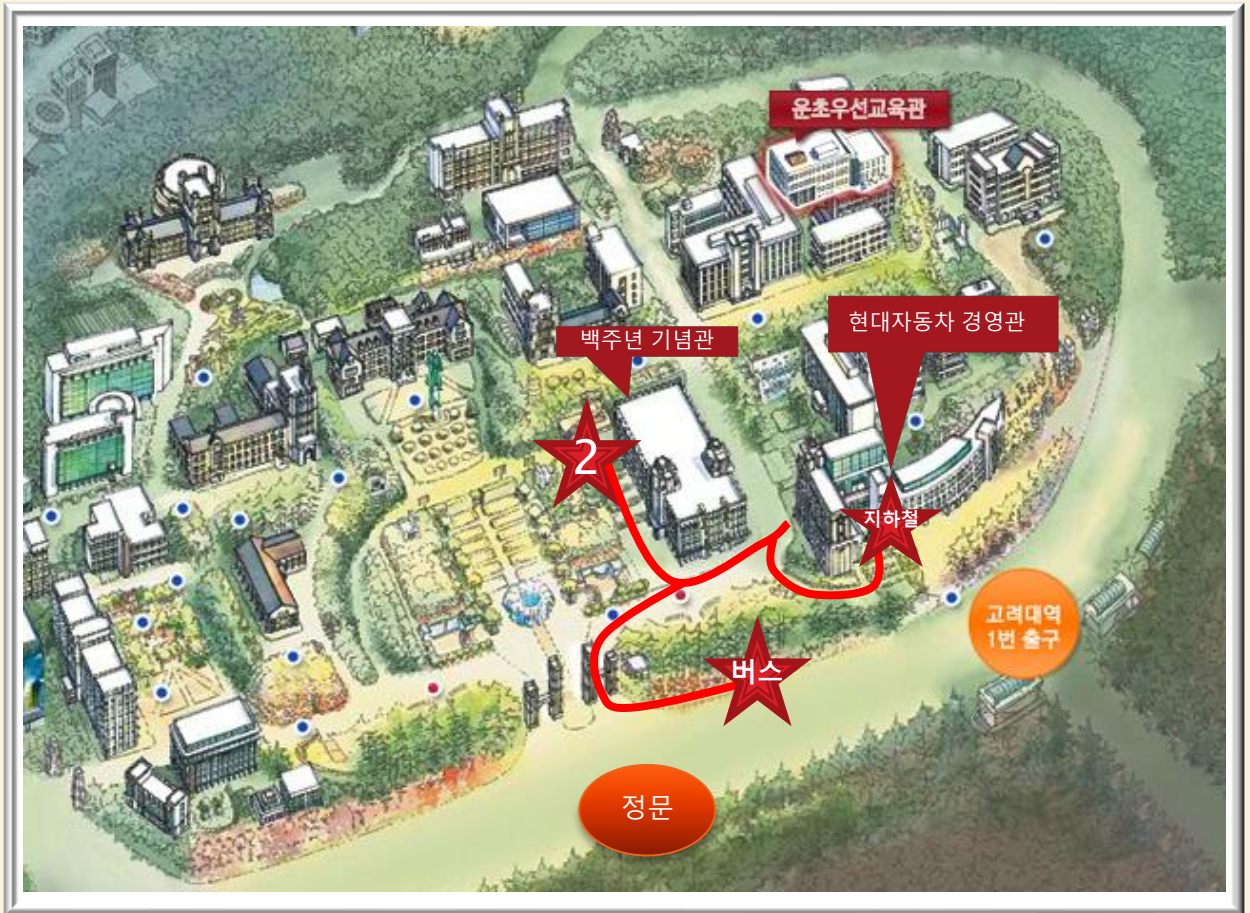 운초우선교육관
백주년 기념관
현대자동차 경영관
2
지하철
고려대역
1번 출구
버스
정문